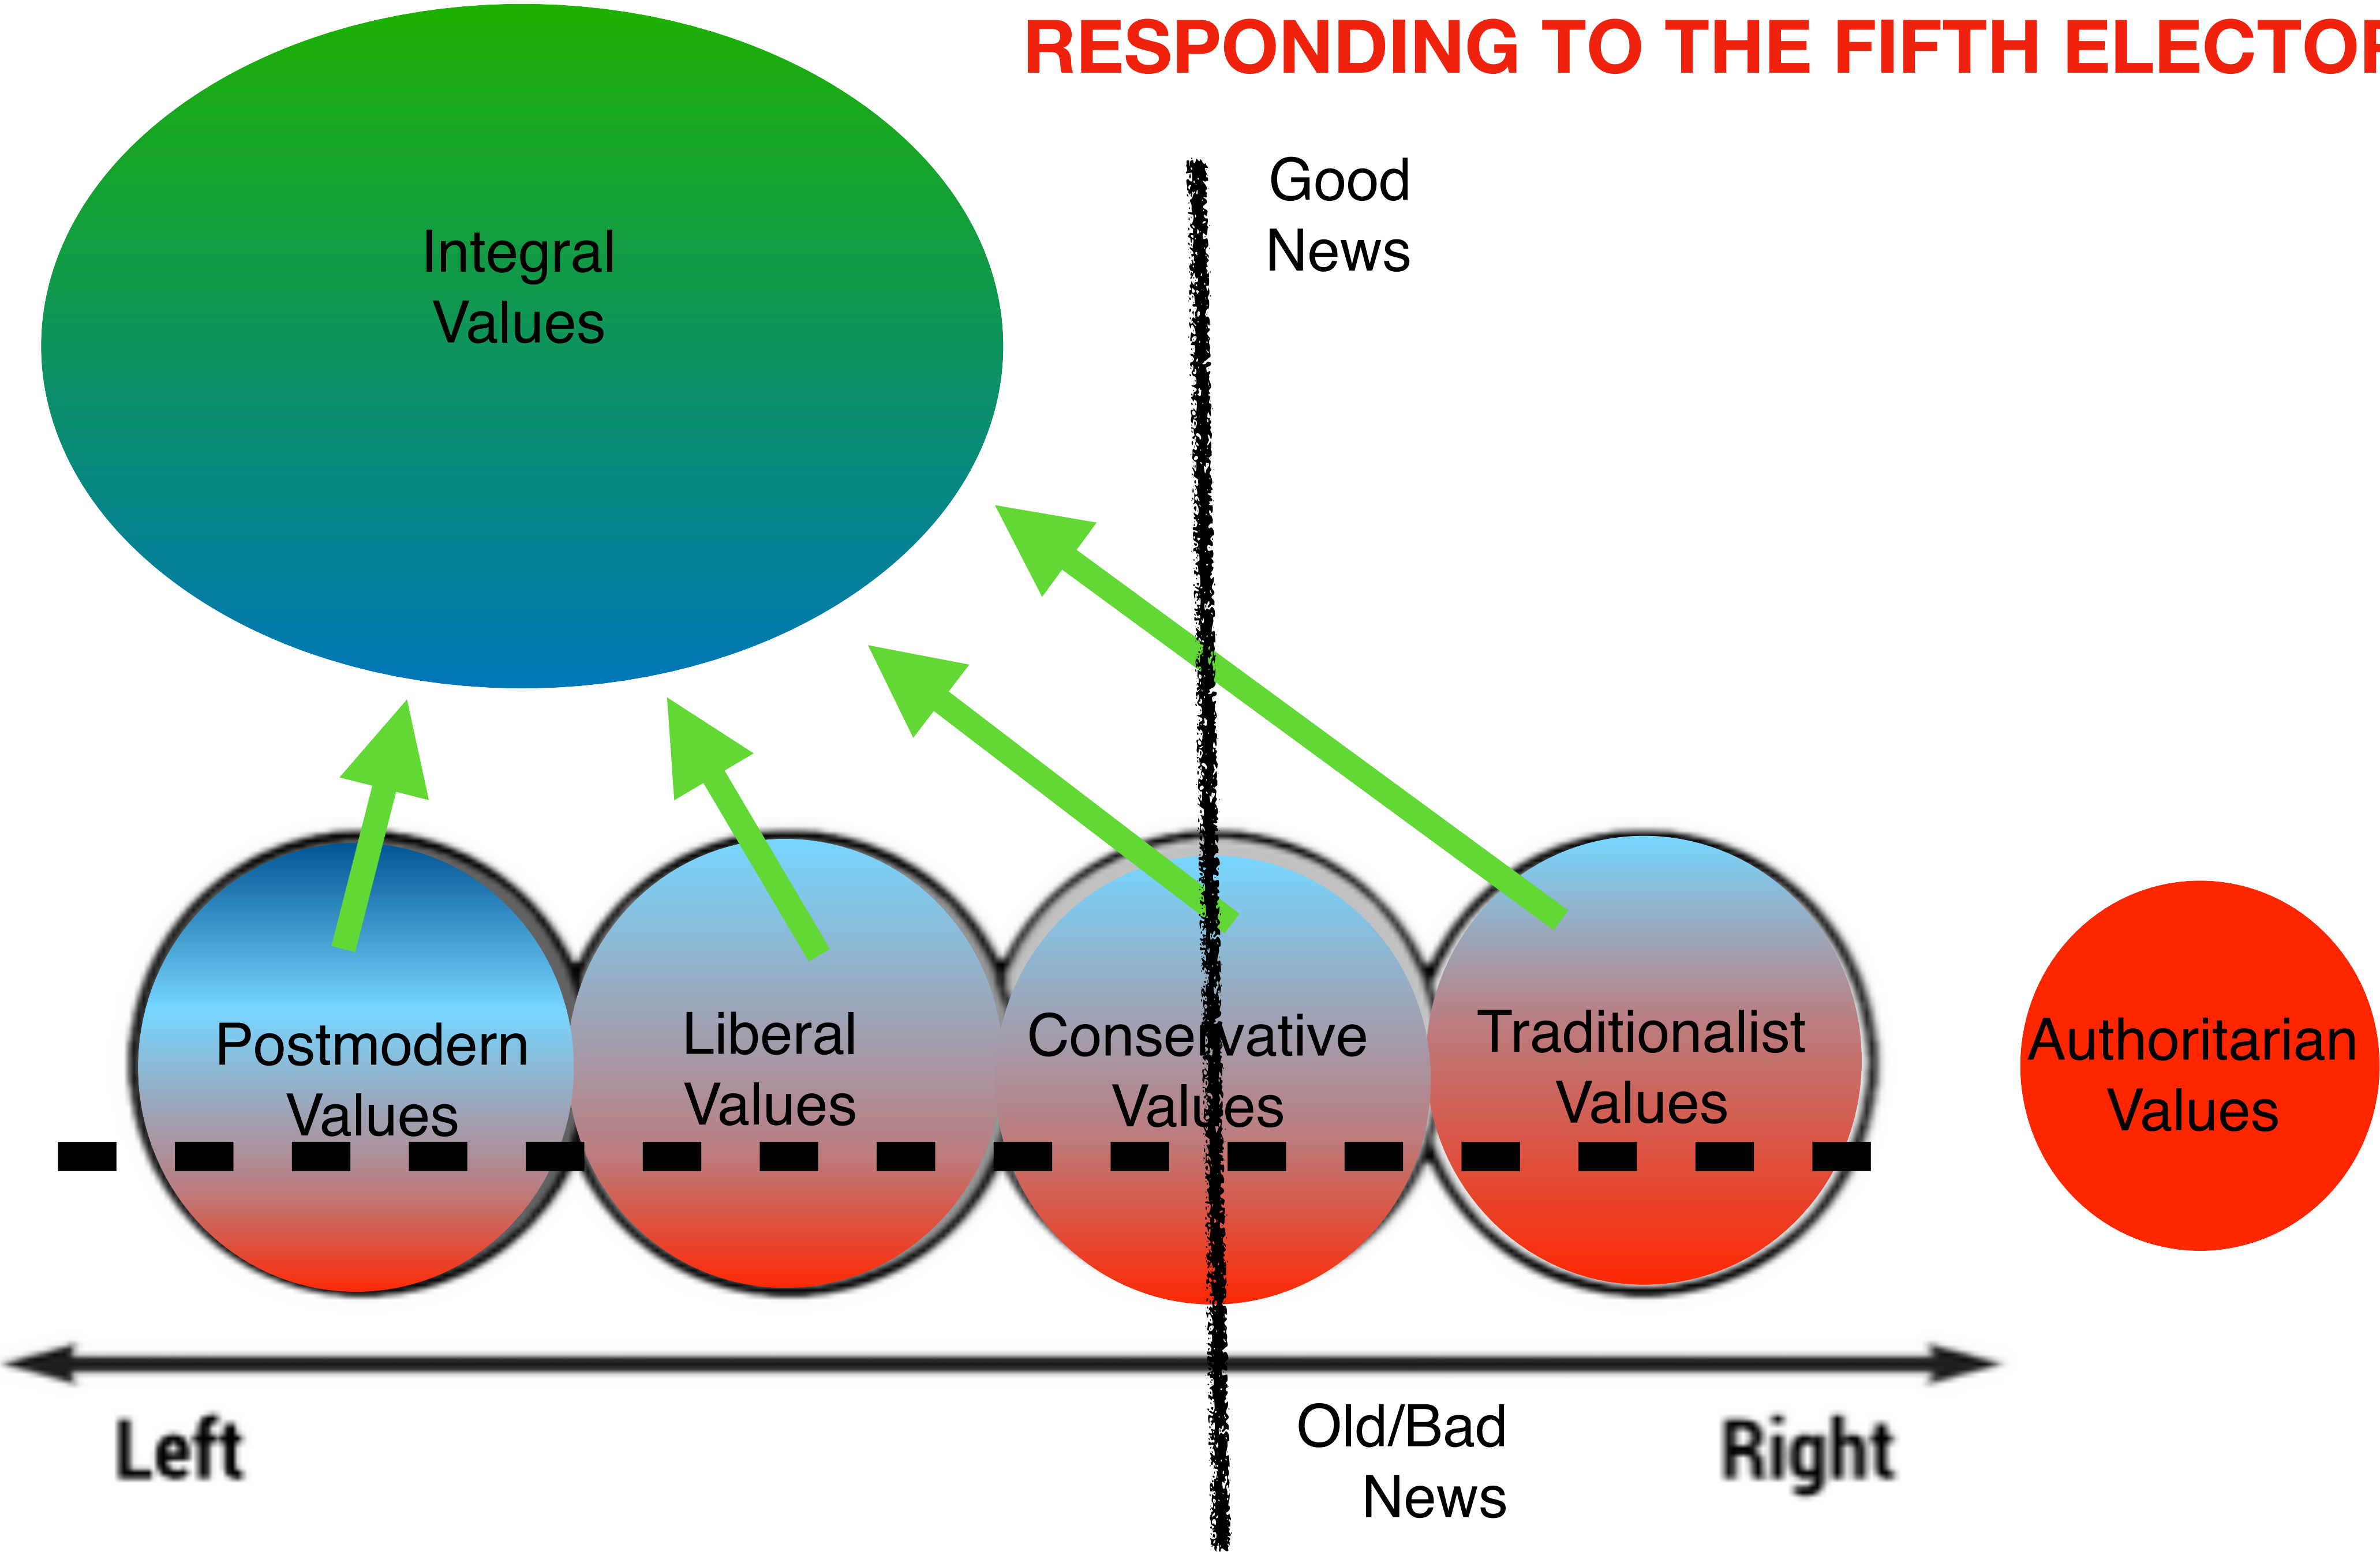 RESPONDING TO THE FIFTH ELECTO
Good
News
Integral
Values
Postmodern
Values
Liberal
Values
Conservative
Values
Traditionalist
Values
Authoritarian
Values
Left
Old/Bad
News
Right